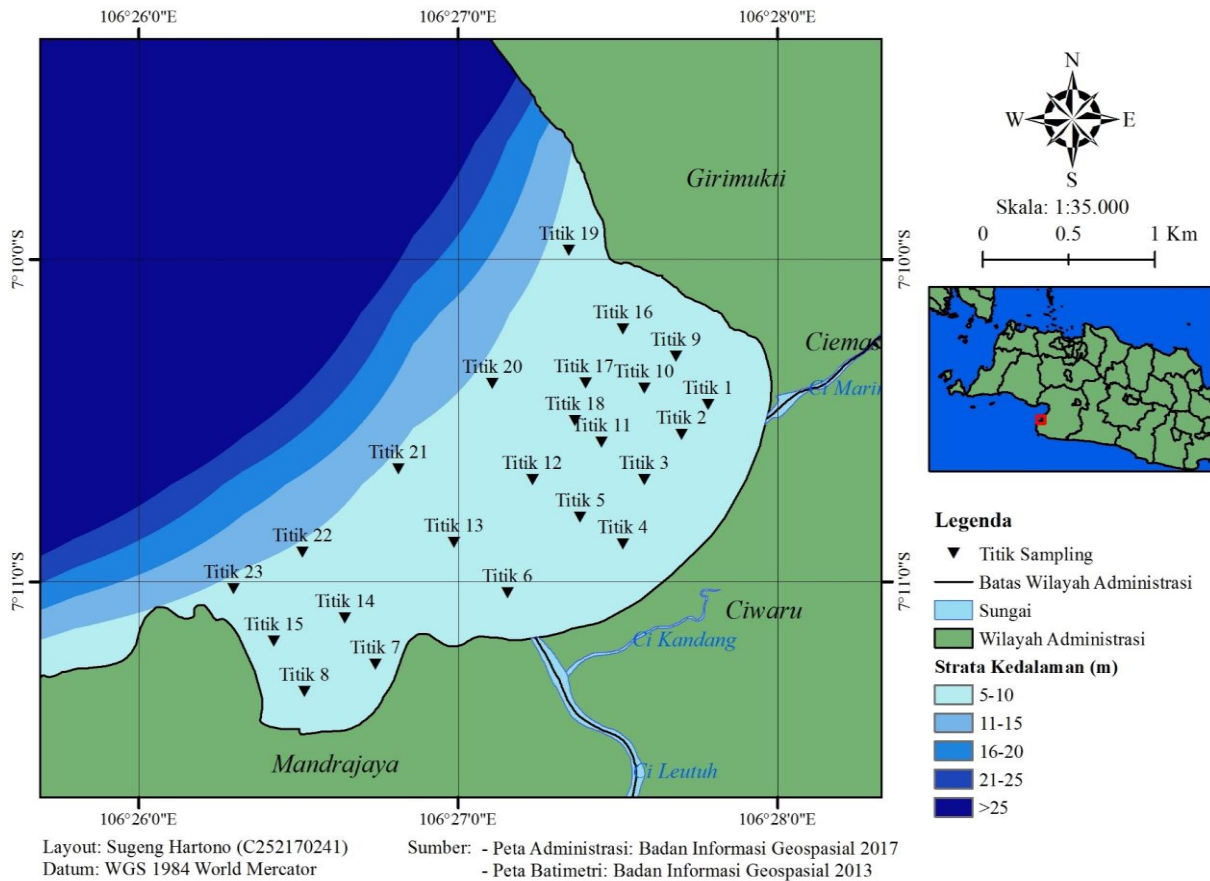 106°26'0"E
106°27'0"E
106°28'0"E
N
W
E
S
Skala: 1:35.000
0 0.5 1 Km
7°10'0"S
7°10'0"S
7°11'0"S
7°11'0"S
Girimukti
Titik 19
Titik 16
Titik 9
Ciemas
Titik 20
Titik 17
Titik 10
Ci Marin
Titik 1
Titik 18
Titik 2
Titik 11
Titik 21
Titik 12
Titik 3
Titik 5
Titik 13
Titik 4
Titik 22
Titik 23
Titik 6
Ciwaru
Titik 14
Titik 15
Ci Kandang
Titik 7
Titik 8
Mandrajaya
Ci Leutuh
Legenda
Titik Sampling
Batas Wilayah Administrasi
Sungai
Wilayah Administrasi
Strata Kedalaman (m)
5-10
11-15
16-20
21-25
>25
106°26'0"E
106°27'0"E
106°28'0"E
Layout: Sugeng Hartono (C252170241)
Datum: WGS 1984 World Mercator
Sumber: - Peta Administrasi: Badan Informasi Geospasial 2017
- Peta Batimetri: Badan Informasi Geospasial 2013